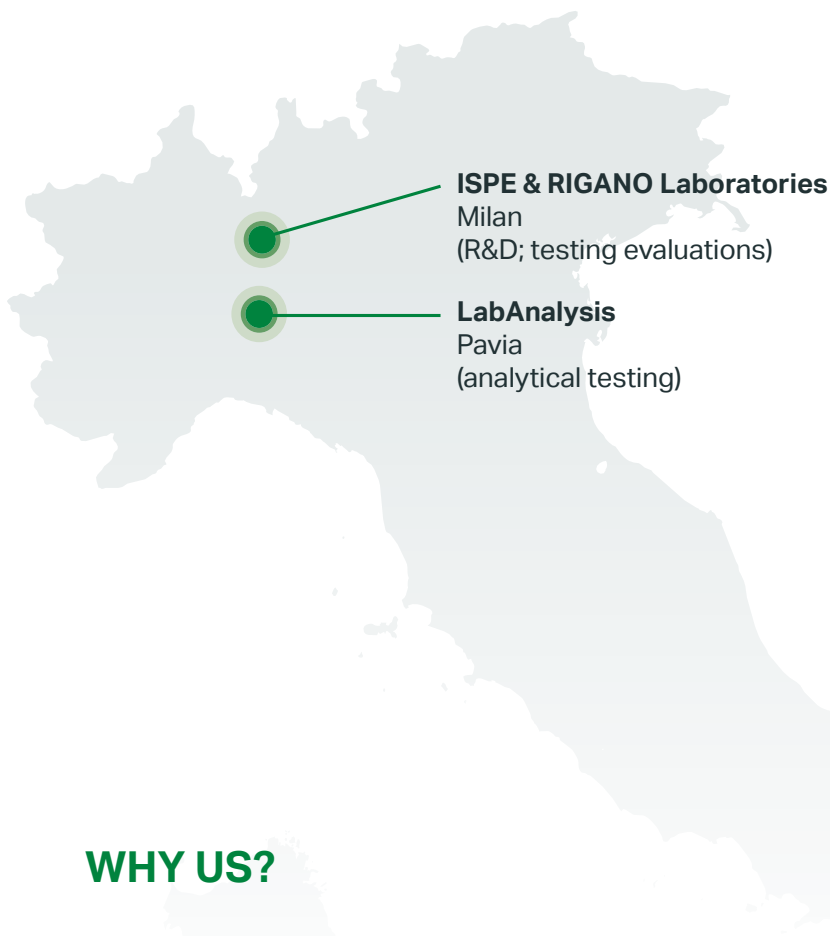 ISPE & RIGANO Laboratories
Milan
(R&D; testing evaluations)
LabAnalysis
Pavia
(analytical testing)
WHY US?